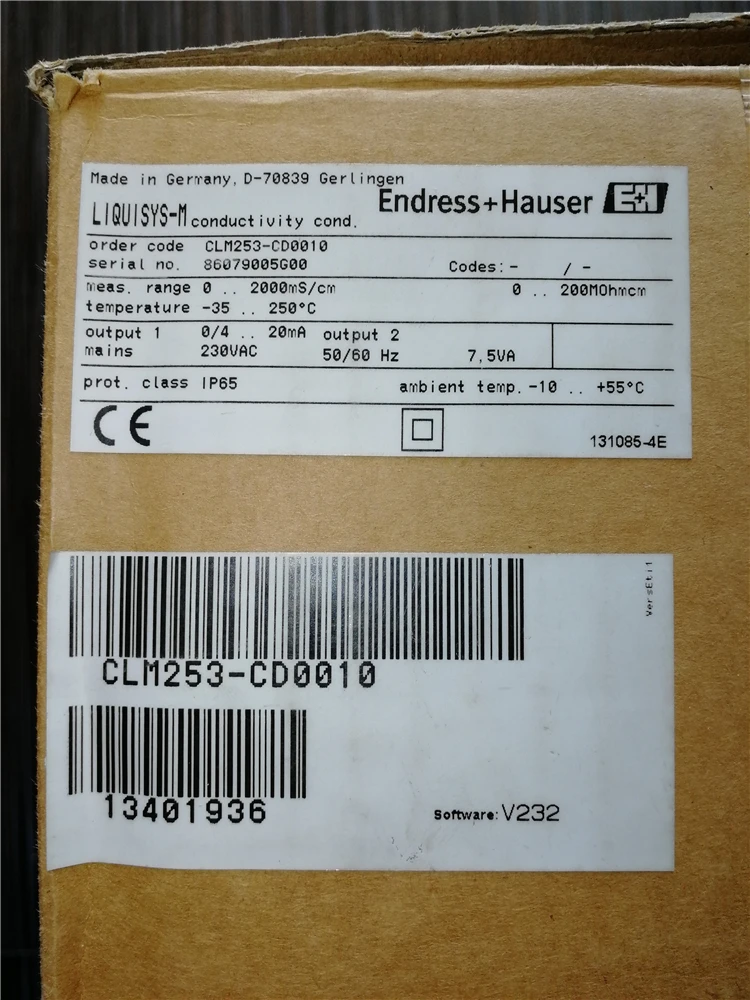 Made in Germany, D-70839 Gerlingen
Endress+Hauser E+H
LIQUISYS-M conductivity cond.
order code CLM253-CD0010
serial no. 86079005G00 Codes: - / -
meas. range 0 .. 2000mS/cm 0 .. 200MOhmcm
temperature -35 .. 250°C
output 1 0/4 .. 20mA output 2
mains 230VAC 50/60 Hz 7,5VA
prot. class IP65 ambient temp. -10 .. +55°C
CE 131085-4E
VersEti1
CLM253-CD0010
13401936
Software: V232